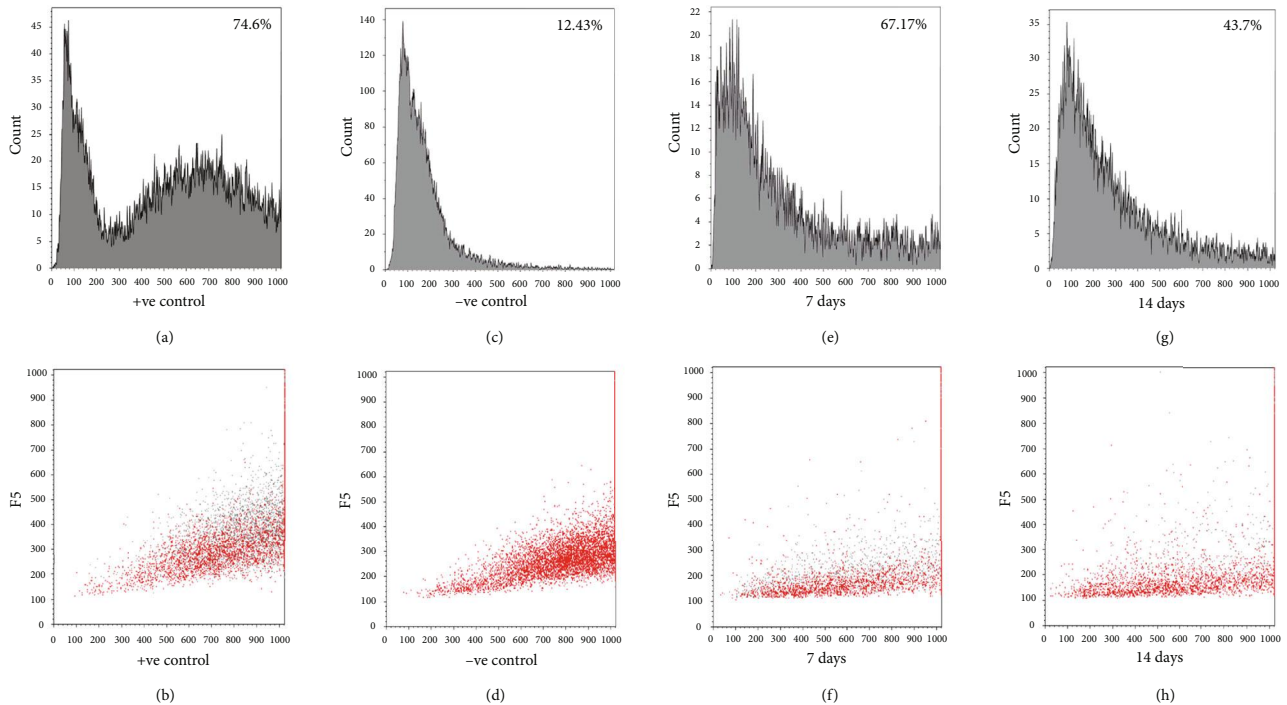 74.6%
Count
45
40
35
30
25
20
15
10
5
0
0 100 200 300 400 500 600 700 800 900 1000
+ve control
(a)
12.43%
Count
140
120
100
80
60
40
20
0
0 100 200 300 400 500 600 700 800 900 1000
–ve control
(c)
67.17%
Count
22
20
18
16
14
12
10
8
6
4
2
0
0 100 200 300 400 500 600 700 800 900 1000
7 days
(e)
43.7%
Count
35
30
25
20
15
10
5
0
0 100 200 300 400 500 600 700 800 900 1000
14 days
(g)
F5
1000
900
800
700
600
500
400
300
200
100
0
0 100 200 300 400 500 600 700 800 900 1000
+ve control
(b)
F5
1000
900
800
700
600
500
400
300
200
100
0
0 100 200 300 400 500 600 700 800 900 1000
–ve control
(d)
F5
1000
900
800
700
600
500
400
300
200
100
0
0 100 200 300 400 500 600 700 800 900 1000
7 days
(f)
F5
1000
900
800
700
600
500
400
300
200
100
0
0 100 200 300 400 500 600 700 800 900 1000
14 days
(h)